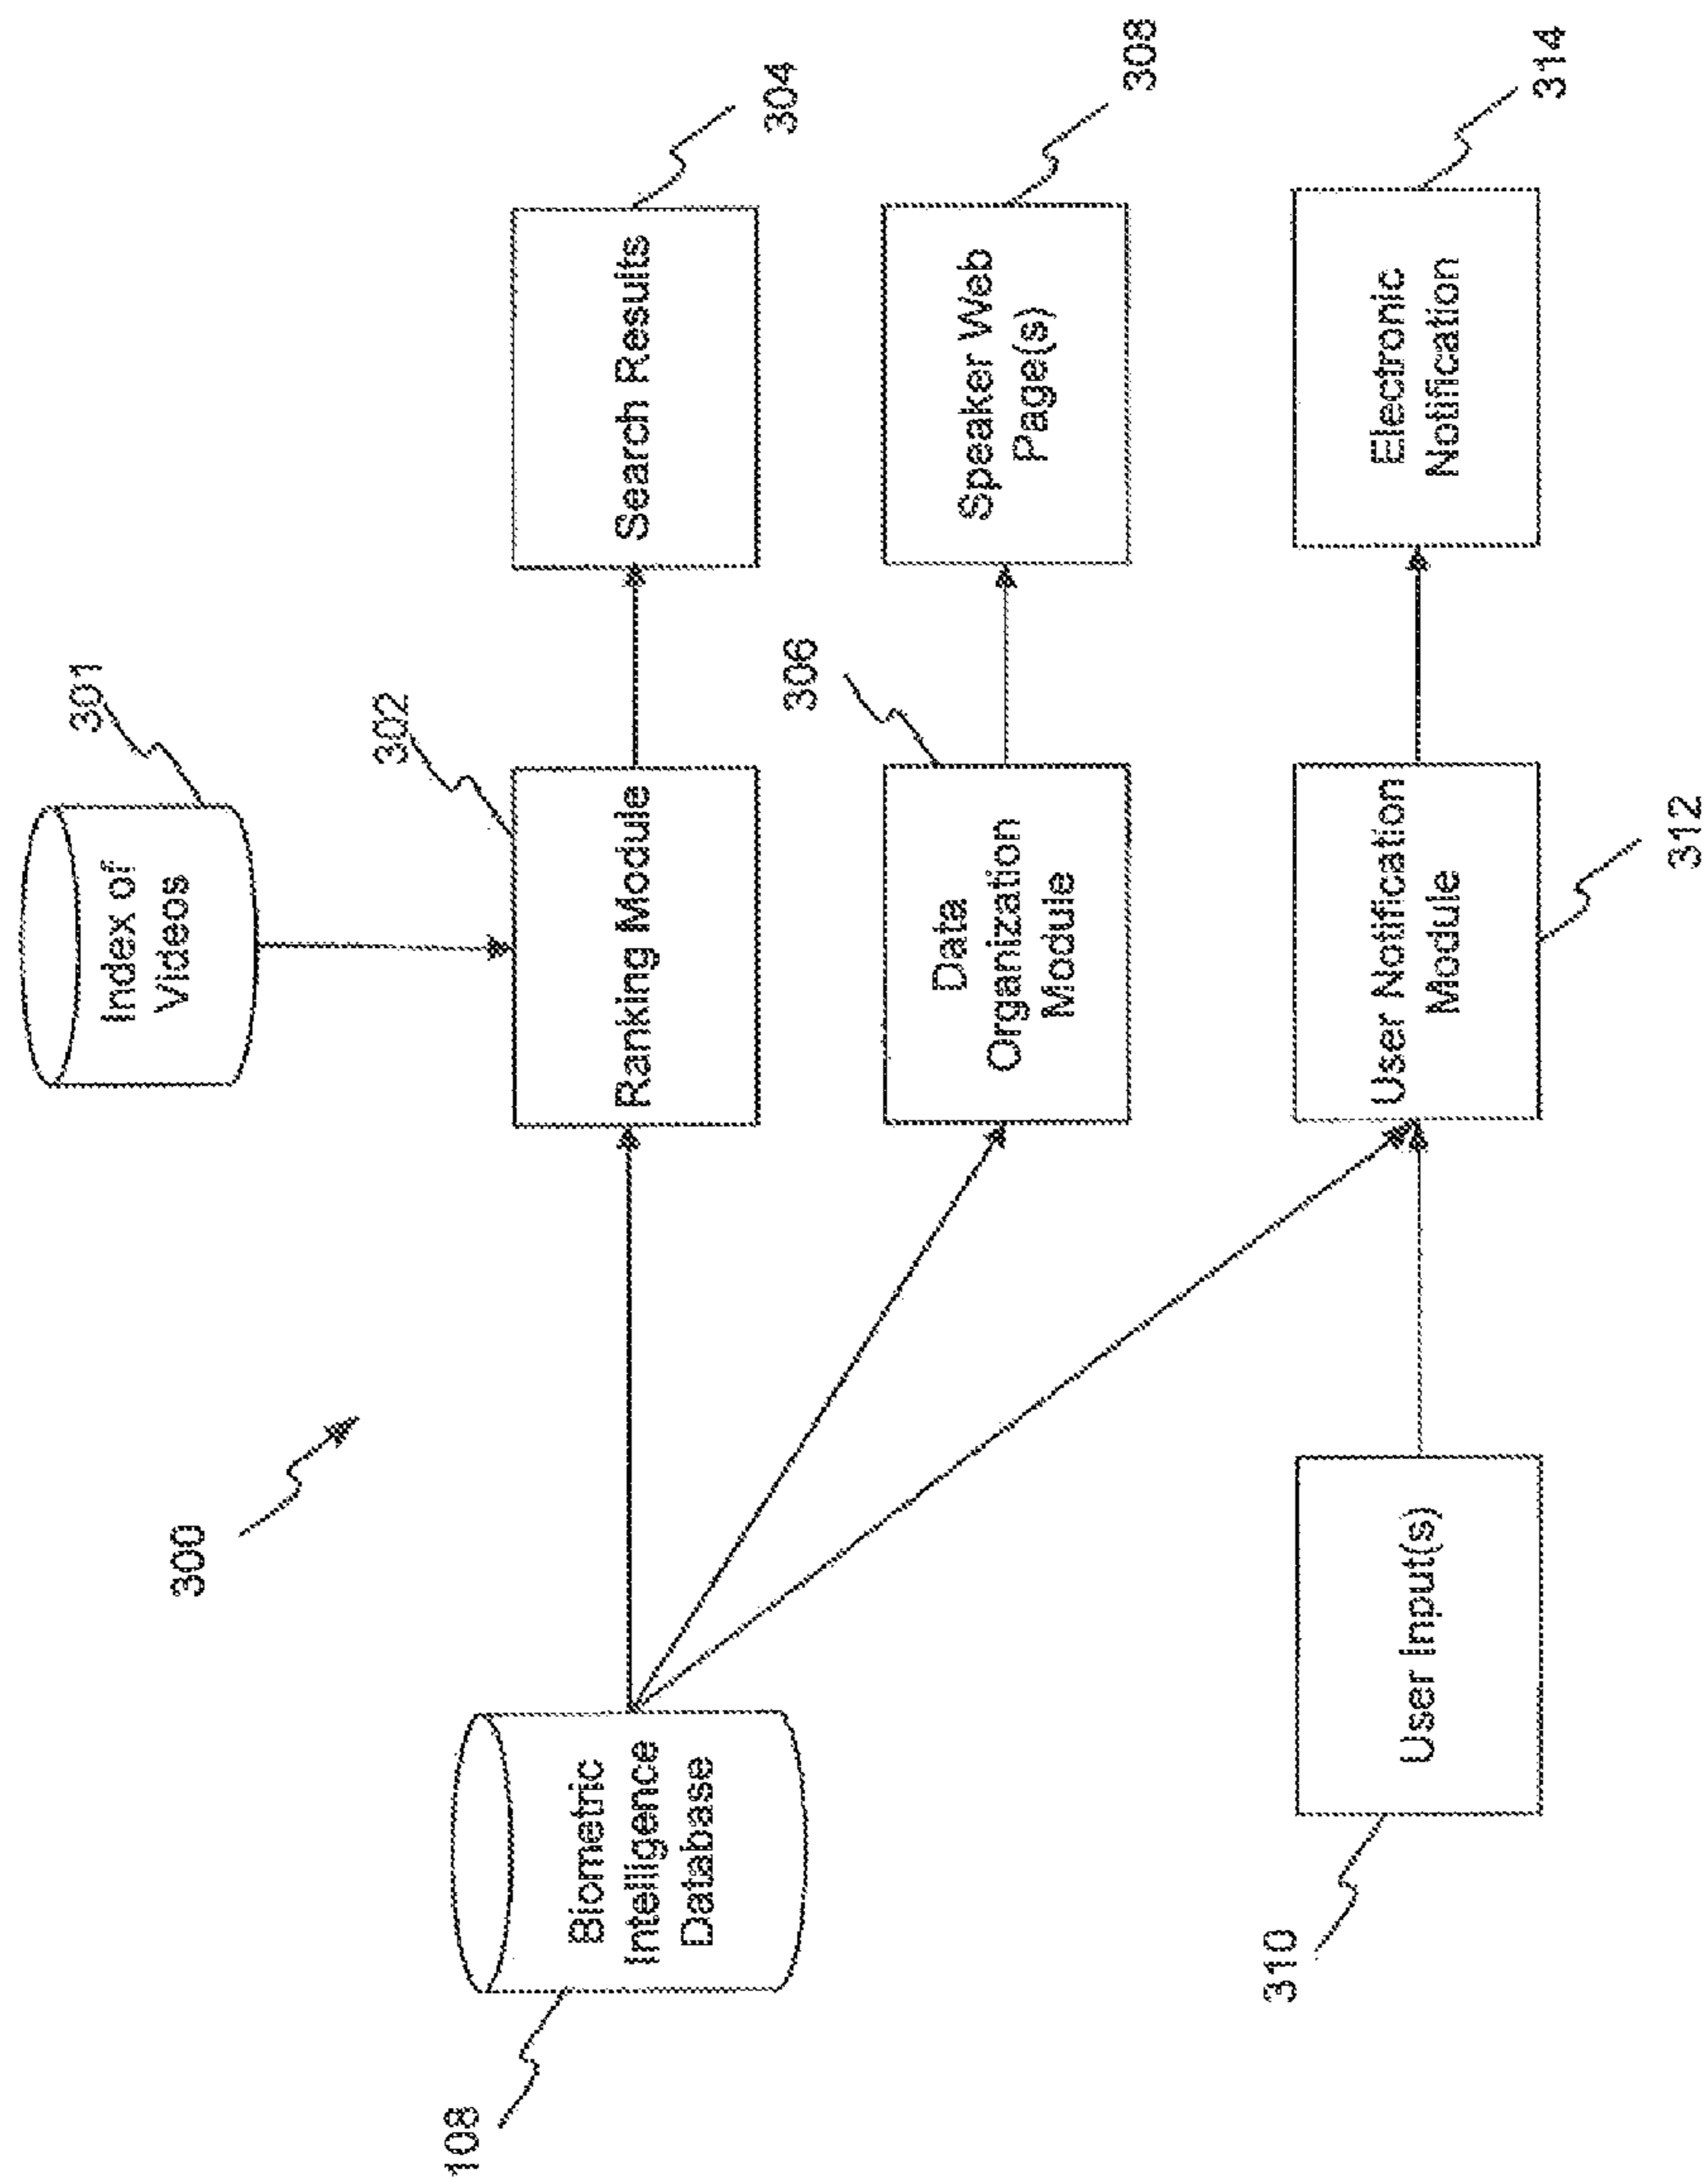 300
301
Index of
Videos
302
108
Biometric
Intelligence
Database
Ranking Module
Search Results
304
306
Data
Organization
Module
Speaker Web
Page(s)
308
310
User Input(s)
User Notification
Module
312
Electronic
Notification
314